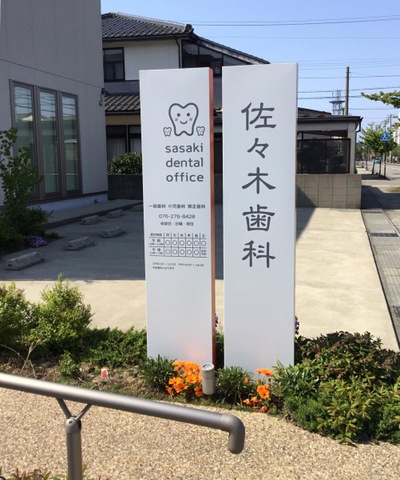 sasaki
dental
office
一般歯科 小児歯科 矯正歯科
076-276-8428
佐々木歯科